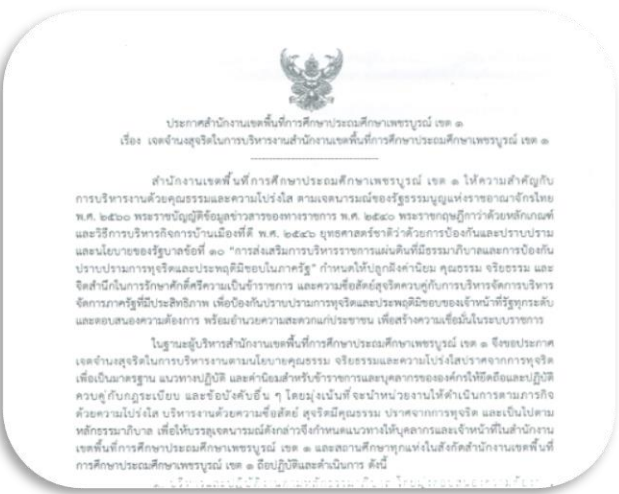 ประกาศสำนักงานเขตพื้นที่การศึกษาประถมศึกษาเพชรบูรณ์ เขต ๑
เรื่อง เจตจำนงสุจริตในการบริหารงานสำนักงานเขตพื้นที่การศึกษาประถมศึกษาเพชรบูรณ์ เขต ๑
สำนักงานเขตพื้นที่การศึกษาประถมศึกษาเพชรบูรณ์ เขต ๑ ให้ความสำคัญกับ
การบริหารงานด้วยคุณธรรมและความโปร่งใส ตามเจตนารมณ์ของรัฐธรรมนูญแห่งราชอาณาจักรไทย
พ.ศ. ๒๕๖๐ พระราชบัญญัติข้อมูลข่าวสารของทางราชการ พ.ศ. ๒๕๔๐ พระราชกฤษฎีกาว่าด้วยหลักเกณฑ์
และวิธีการบริหารกิจการบ้านเมืองที่ดี พ.ศ. ๒๕๔๖ ยุทธศาสตร์ชาติว่าด้วยการป้องกันและปราบปราม
และนโยบายของรัฐบาลข้อที่ ๑๐ "การส่งเสริมการบริหารราชการแผ่นดินที่มีธรรมาภิบาลและการป้องกัน
ปราบปรามการทุจริตและประพฤติมิชอบในภาครัฐ" กำหนดให้ปลูกฝังค่านิยม คุณธรรม จริยธรรม และ
จิตสำนึกในการรักษาศักดิ์ศรีความเป็นข้าราชการ และความซื่อสัตย์สุจริตควบคู่กับการบริหารจัดการบริหาร
จัดการภาครัฐที่มีประสิทธิภาพ เพื่อป้องกันปราบปรามการทุจริตและประพฤติมิชอบของเจ้าหน้าที่รัฐทุกระดับ
และตอบสนองความต้องการ พร้อมอำนวยความสะดวกแก่ประชาชน เพื่อสร้างความเชื่อมั่นในระบบราชการ
ในฐานะผู้บริหารสำนักงานเขตพื้นที่การศึกษาประถมศึกษาเพชรบูรณ์ เขต ๑ จึงขอประกาศ
เจตจำนงสุจริตในการบริหารงานตามนโยบายคุณธรรม จริยธรรมและความโปร่งใสปราศจากการทุจริต
เพื่อเป็นมาตรฐาน แนวทางปฏิบัติ และค่านิยมสำหรับข้าราชการและบุคลากรขององค์กรให้ยึดถือและปฏิบัติ
ควบคู่กับกฎระเบียบ และข้อบังคับอื่น ๆ โดยมุ่งเน้นที่จะนำหน่วยงานให้ดำเนินการตามภารกิจ
ด้วยความโปร่งใส บริหารงานด้วยความซื่อสัตย์ สุจริตมีคุณธรรม ปราศจากการทุจริต และเป็นไปตาม
หลักธรรมาภิบาล เพื่อให้บรรลุเจตนารมณ์ดังกล่าวจึงกำหนดแนวทางให้บุคลากรและเจ้าหน้าที่ในสำนักงาน
เขตพื้นที่การศึกษาประถมศึกษาเพชรบูรณ์ เขต ๑ และสถานศึกษาทุกแห่งในสังกัดสำนักงานเขตพื้นที่
การศึกษาประถมศึกษาเพชรบูรณ์ เขต ๑ ถือปฏิบัติและดำเนินการ ดังนี้